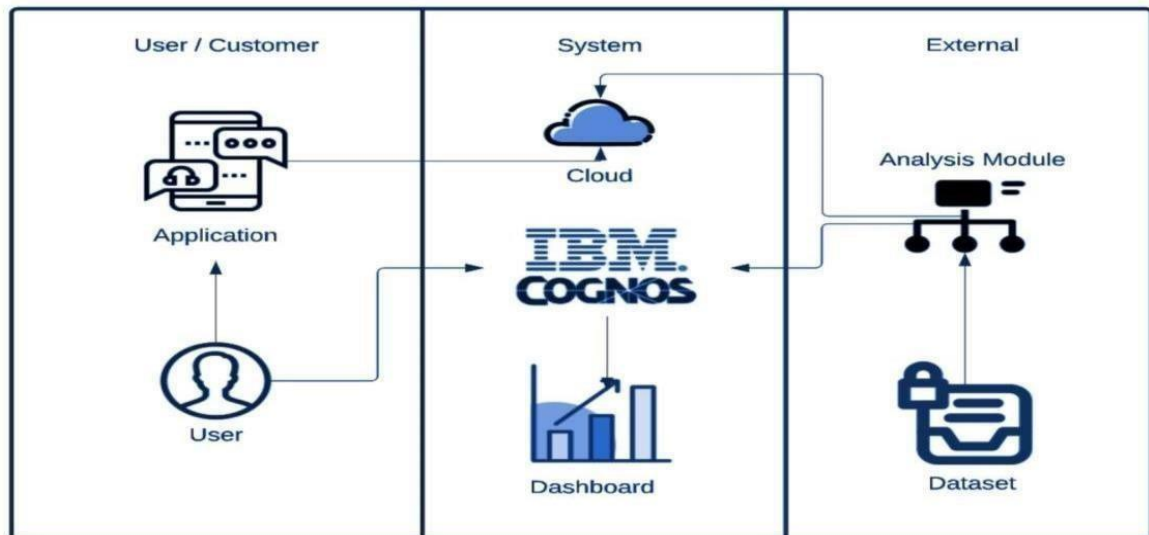 User / Customer
System
External
Application
User
Cloud
IBM.
COGNOS
Dashboard
Analysis Module
Dataset